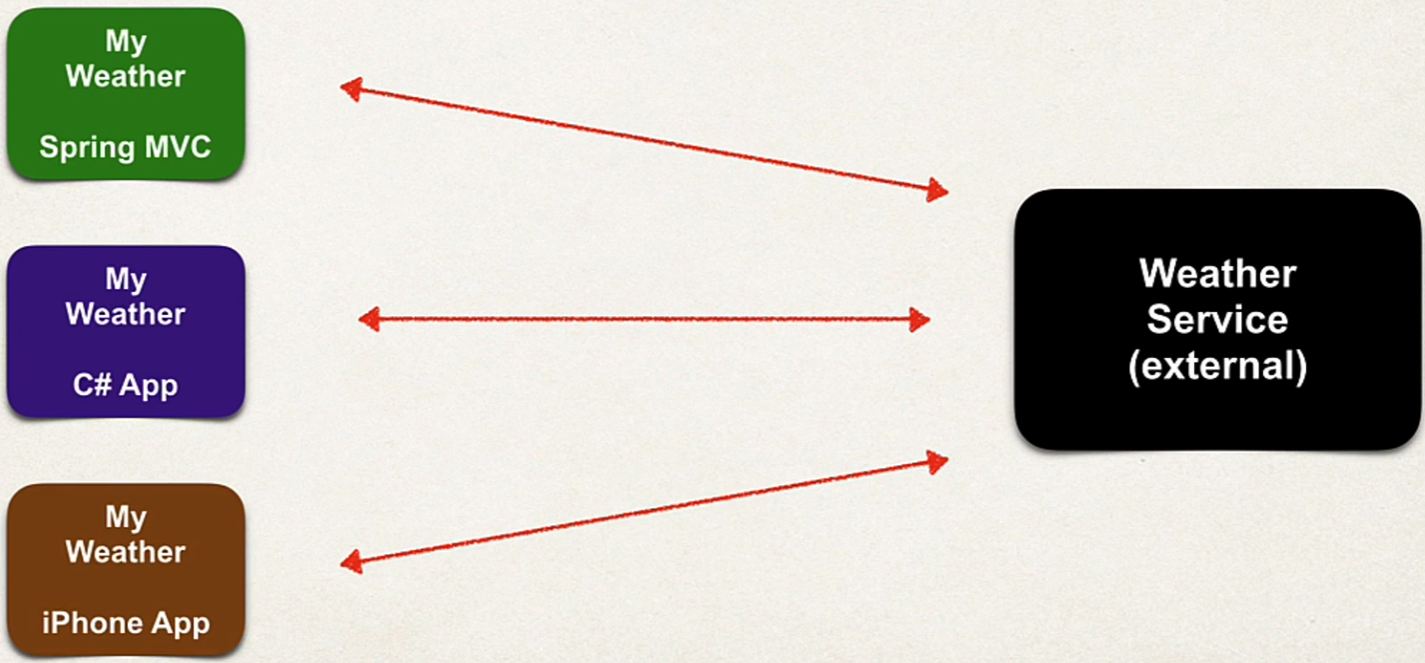 My
Weather
Spring MVC
My
Weather
C# App
My
Weather
iPhone App
Weather
Service
(external)